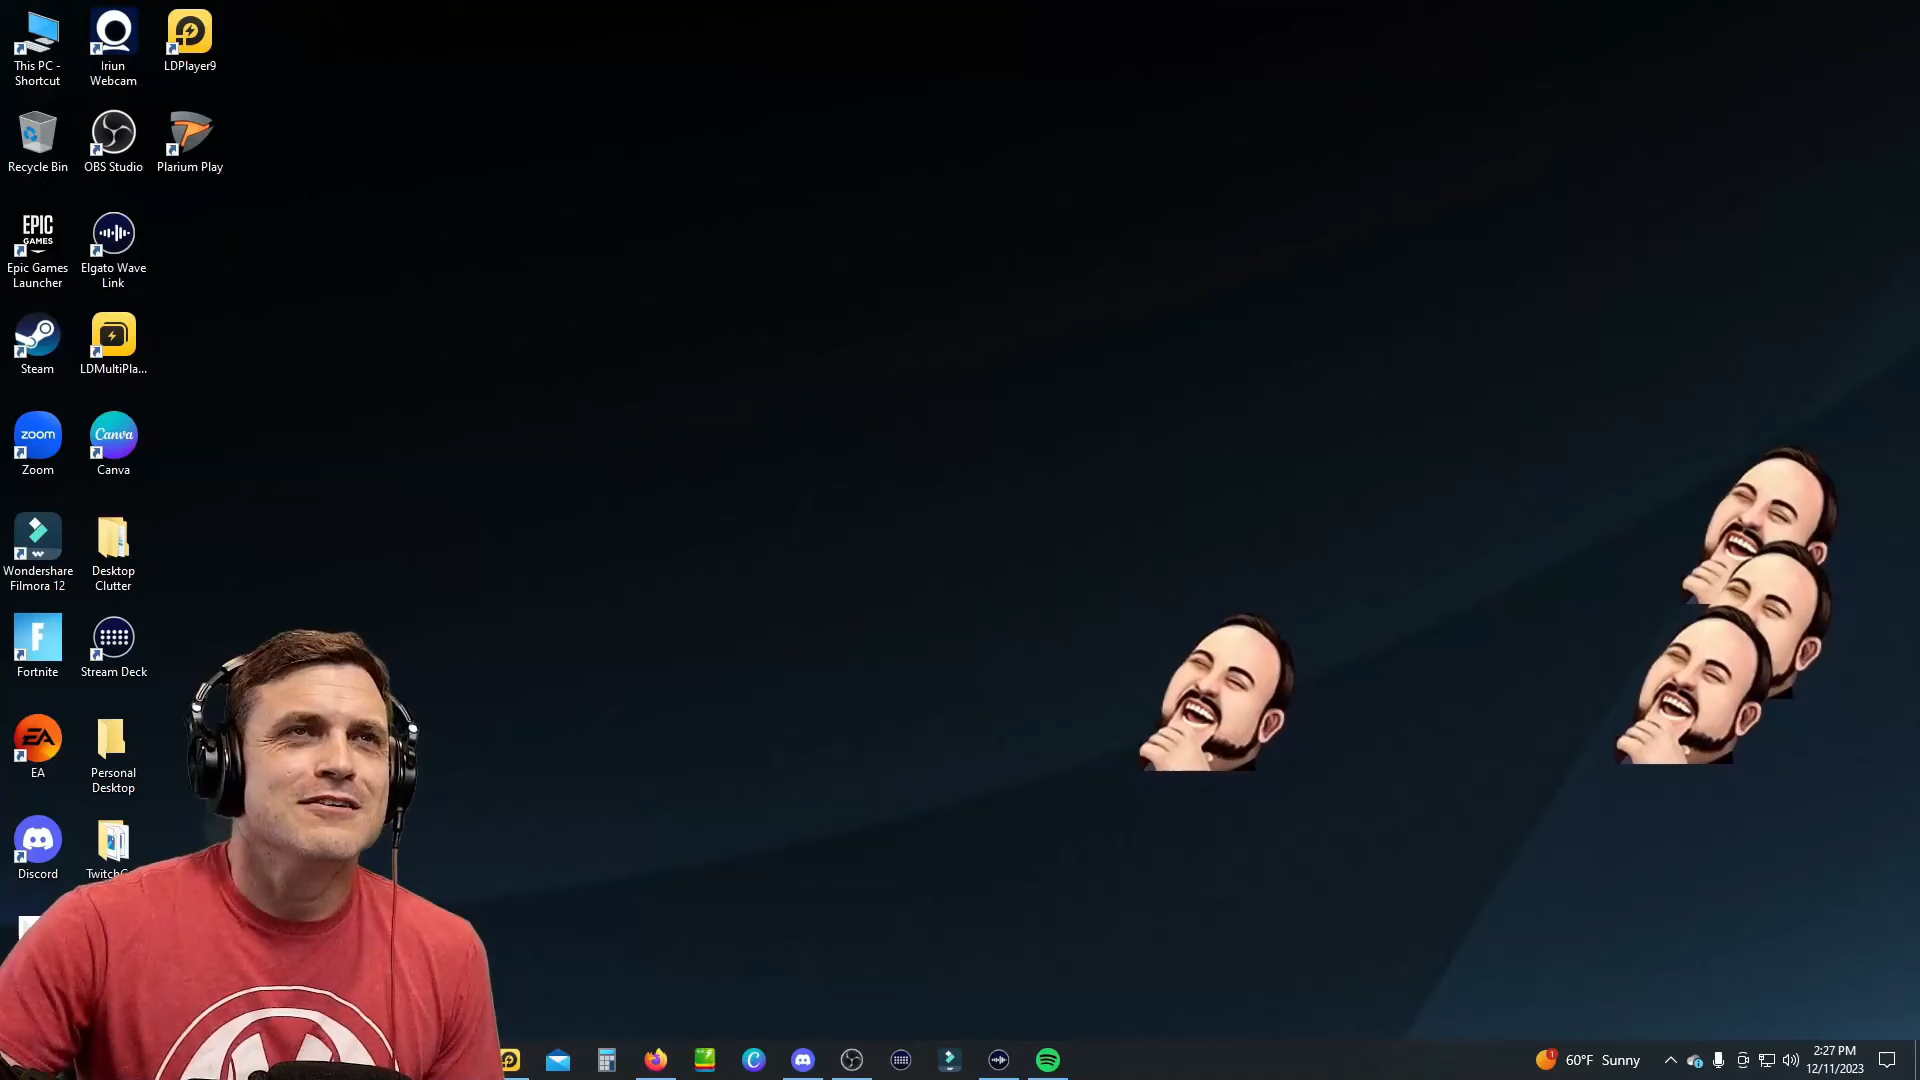 This PC -
Shortcut
Iriun
Webcam
LDPlayer9
Recycle Bin
OBS Studio
Plarium Play
EPIC
GAMES
Epic Games
Launcher
Elgato Wave
Link
Steam
LDMultiPla...
zoom
Zoom
Canva
Canva
Wondershare
Filmora 12
Desktop
Clutter
F
Fortnite
Stream Deck
EA
EA
Personal
Desktop
Discord
TwitchC
1
60°F Sunny
2:27 PM
12/11/2023